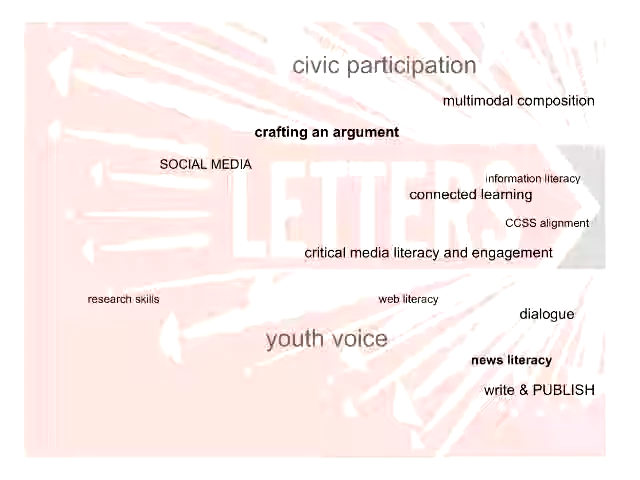 civic participation
multimodal composition
crafting an argument
SOCIAL MEDIA
information literacy
connected learning
LETTERS
CCSS alignment
critical media literacy and engagement
research skills
web literacy
dialogue
youth voice
news literacy
write & PUBLISH